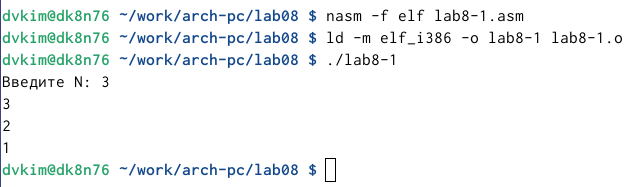 dvkim@dk8n76 ~/work/arch-pc/lab08 $ nasm -f elf lab8-1.asm
dvkim@dk8n76 ~/work/arch-pc/lab08 $ ld -m elf_i386 -o lab8-1 lab8-1.o
dvkim@dk8n76 ~/work/arch-pc/lab08 $ ./lab8-1
Введите N: 3
3
2
1
dvkim@dk8n76 ~/work/arch-pc/lab08 $